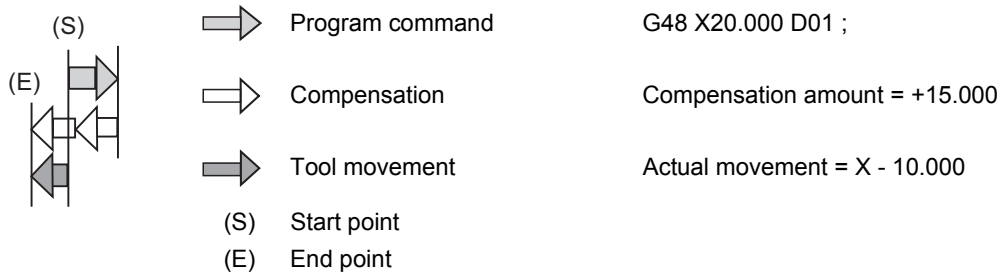 (S)
(E)
Program command G48 X20.000 D01 ;
Compensation Compensation amount = +15.000
Tool movement Actual movement = X - 10.000
(S) Start point
(E) End point